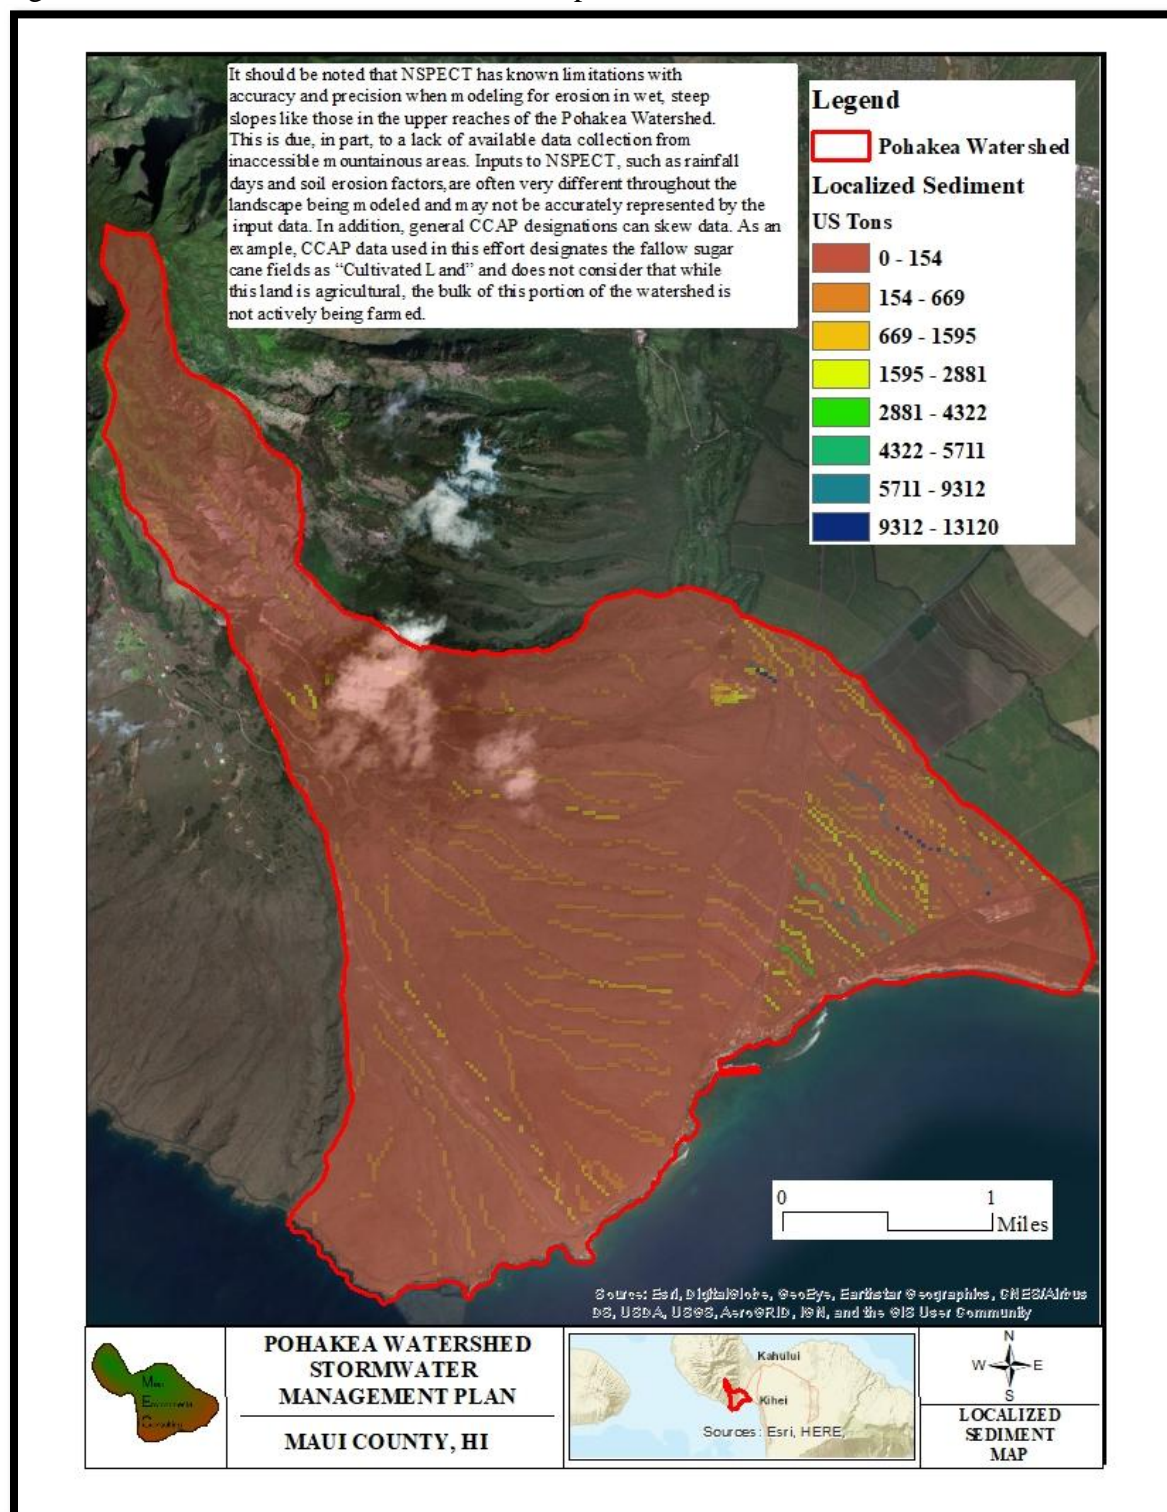 It should be noted that NSPECT has known limitations with
accuracy and precision when modeling for erosion in wet, steep
slopes like those in the upper reaches of the Pohakea Watershed.
This is due, in part, to a lack of available data collection from
inaccessible mountainous areas. Inputs to NSPECT, such as rainfall
days and soil erosion factors, are often very different throughout the
landscape being modeled and may not be accurately represented by the
input data. In addition, general CCAP designations can skew data. As an
example, CCAP data used in this effort designates the fallow sugar
cane fields as “Cultivated Land” and does not consider that while
this land is agricultural, the bulk of this portion of the watershed is
not actively being farmed.
Legend
Pohakea Watershed
Localized Sediment
US Tons
0 - 154
154 - 669
669 - 1595
1595 - 2881
2881 - 4322
4322 - 5711
5711 - 9312
9312 - 13120
0 1
Miles
Source: Esri, DigitalGlobe, GeoEye, Earthstar Geographics, CNES/Airbus
DS, USDA, USGS, AeroGRID, IGN, and the GIS User Community
Maui
Environmental
Consulting
POHAKEA WATERSHED
STORMWATER
MANAGEMENT PLAN
MAUI COUNTY, HI
Kahului
Kihei
Sources: Esri, HERE,
N
W E
S
LOCALIZED
SEDIMENT
MAP